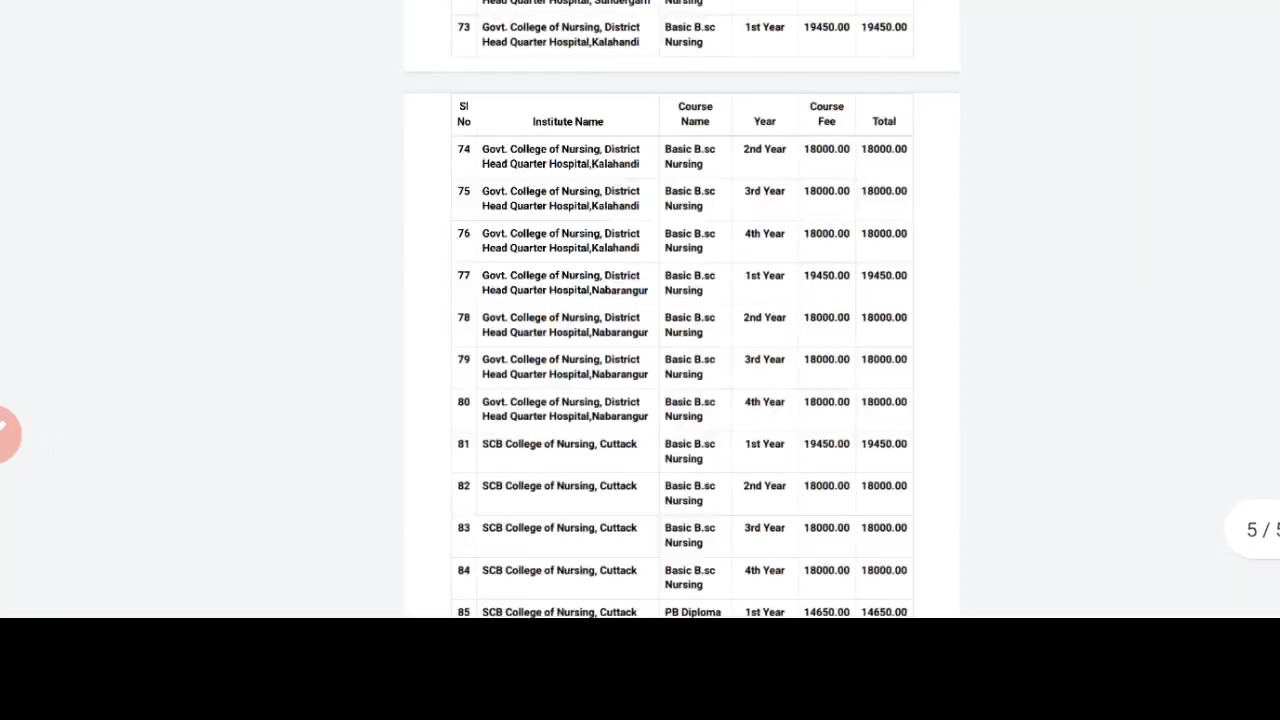 Head Quarter Hospital, Sundergarh Nursing
73 Govt. College of Nursing, District Basic B.sc 1st Year 19450.00 19450.00
Head Quarter Hospital,Kalahandi Nursing
Sl Course Course
No Institute Name Name Year Fee Total
74 Govt. College of Nursing, District Basic B.sc 2nd Year 18000.00 18000.00
Head Quarter Hospital,Kalahandi Nursing
75 Govt. College of Nursing, District Basic B.sc 3rd Year 18000.00 18000.00
Head Quarter Hospital,Kalahandi Nursing
76 Govt. College of Nursing, District Basic B.sc 4th Year 18000.00 18000.00
Head Quarter Hospital,Kalahandi Nursing
77 Govt. College of Nursing, District Basic B.sc 1st Year 19450.00 19450.00
Head Quarter Hospital,Nabarangur Nursing
78 Govt. College of Nursing, District Basic B.sc 2nd Year 18000.00 18000.00
Head Quarter Hospital,Nabarangur Nursing
79 Govt. College of Nursing, District Basic B.sc 3rd Year 18000.00 18000.00
Head Quarter Hospital,Nabarangur Nursing
80 Govt. College of Nursing, District Basic B.sc 4th Year 18000.00 18000.00
Head Quarter Hospital,Nabarangur Nursing
81 SCB College of Nursing, Cuttack Basic B.sc 1st Year 19450.00 19450.00
Nursing
82 SCB College of Nursing, Cuttack Basic B.sc 2nd Year 18000.00 18000.00
Nursing
83 SCB College of Nursing, Cuttack Basic B.sc 3rd Year 18000.00 18000.00
Nursing
5 / 5
84 SCB College of Nursing, Cuttack Basic B.sc 4th Year 18000.00 18000.00
Nursing
85 SCB College of Nursing, Cuttack PB Diploma 1st Year 14650.00 14650.00